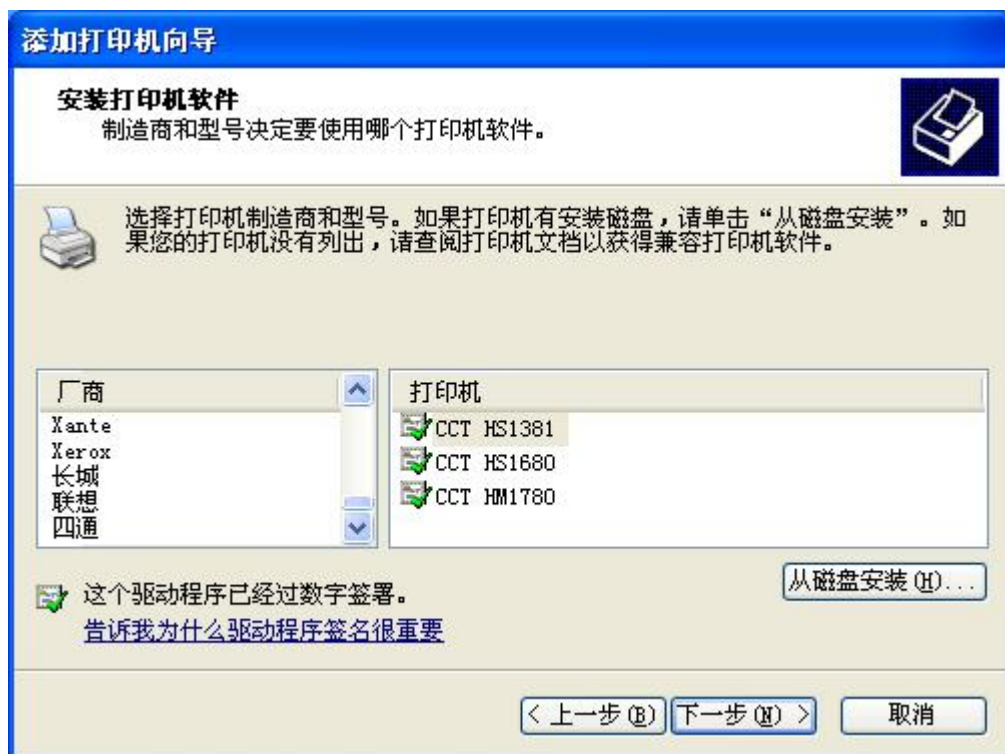 添加打印机向导
安装打印机软件
制造商和型号决定要使用哪个打印机软件。
选择打印机制造商和型号。如果打印机有安装磁盘，请单击“从磁盘安装”。如
果您的打印机没有列出，请查阅打印机文档以获得兼容打印机软件。
厂商
Xante
Xerox
长城
联想
四通
打印机
CCT HS1381
CCT HS1680
CCT HM1780
这个驱动程序已经过数字签署。
告诉我为什么驱动程序签名很重要
从磁盘安装(H)...
< 上一步(B)
下一步(N) >
取消